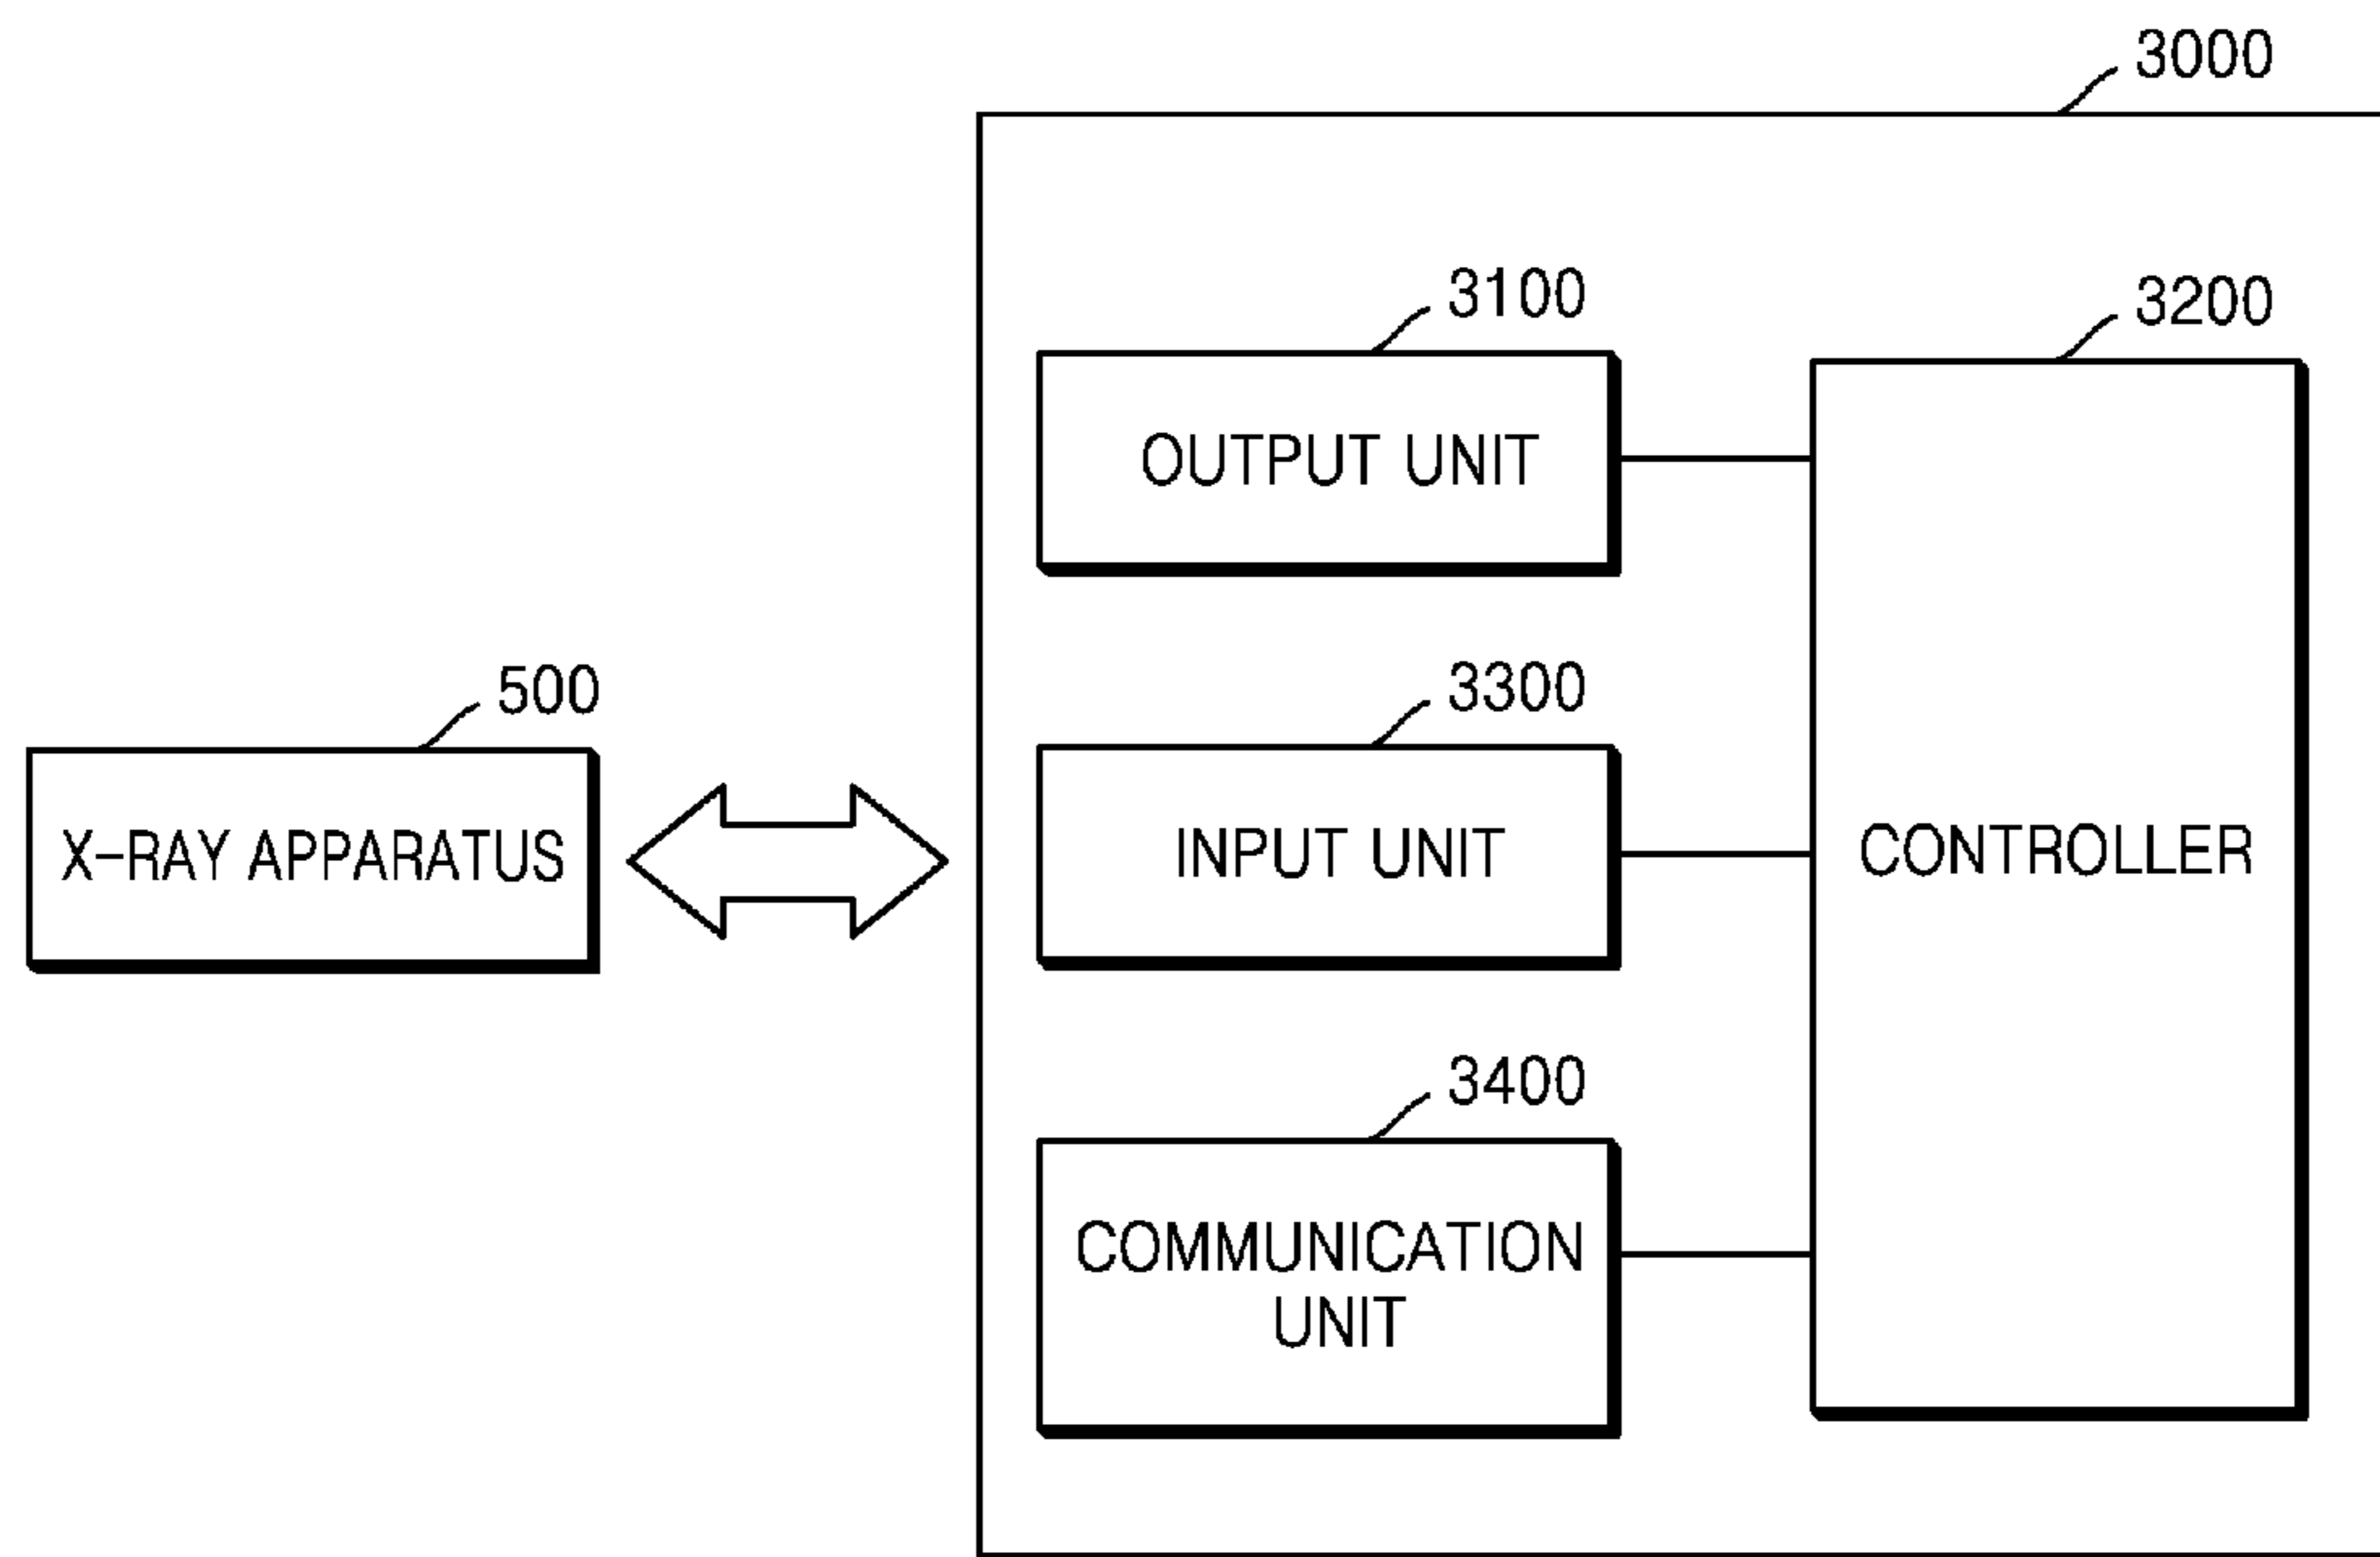 3000
3100
3200
OUTPUT UNIT
500
3300
X-RAY APPARATUS
INPUT UNIT
CONTROLLER
3400
COMMUNICATION
UNIT